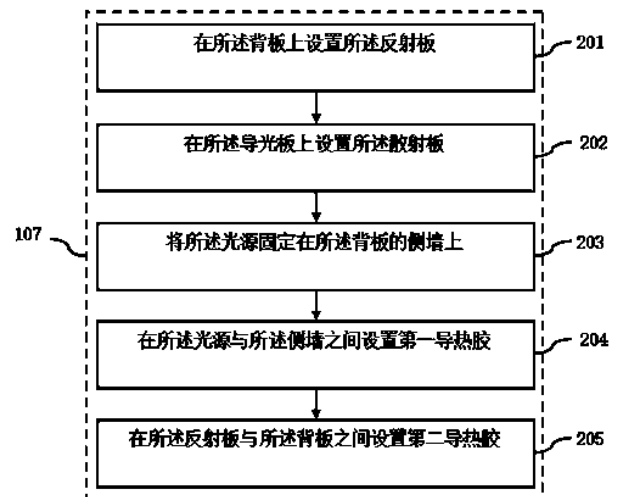 在所述背板上设置所述反射板
201
在所述导光板上设置所述散射板
202
将所述光源固定在所述背板的侧墙上
203
107
在所述光源与所述侧墙之间设置第一导热胶
204
在所述反射板与所述背板之间设置第二导热胶
205